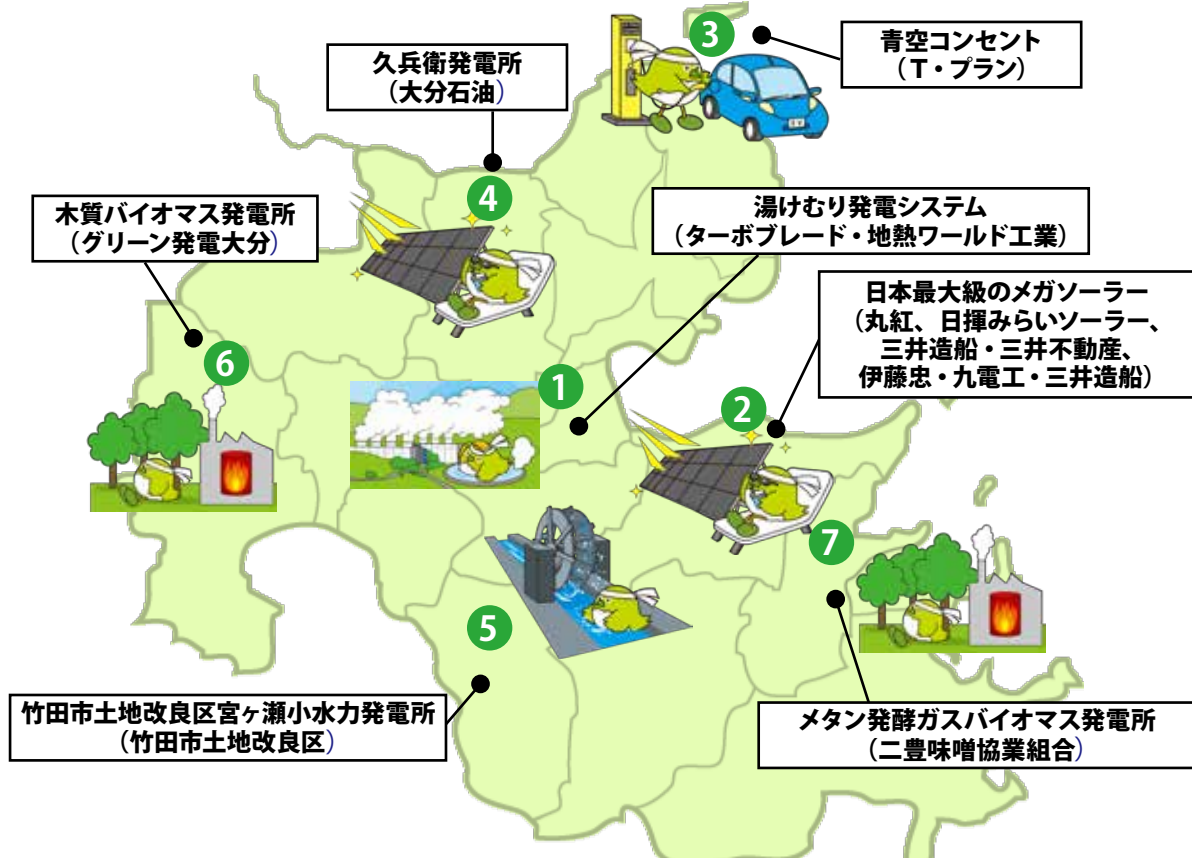 3
青空コンセント
(T・プラン)
久兵衛発電所
(大分石油)
4
木質バイオマス発電所
(グリーン発電大分)
湯けむり発電システム
(ターボブレード・地熱ワールド工業)
日本最大級のメガソーラー
(丸紅、日揮みらいソーラー、
三井造船・三井不動産、
伊藤忠・九電工・三井造船)
6
1
2
7
5
竹田市土地改良区宮ヶ瀬小水力発電所
(竹田市土地改良区)
メタン発酵ガスバイオマス発電所
(二豊味噌協業組合)